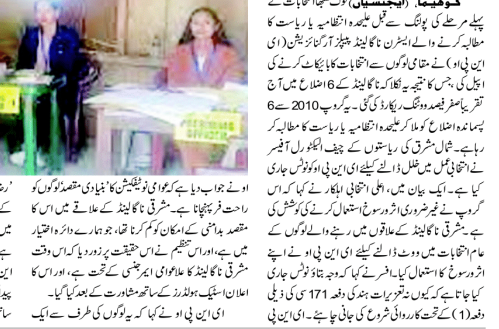 کوہیما، (ایجنسیاں) لوک سبھا انتخابات کے
پہلے مرحلے کی پولنگ سے قبل علیحدہ انتظامیہ یا ریاست کا
مطالبہ کرنے والے ایسٹرن ناگالینڈ پیپلز آرگنائزیشن (ای
این پی او) نے مقامی لوگوں سے انتخابات کا بائیکاٹ کرنے کی
اپیل کی، جس کا نتیجہ یہ نکلا کہ ناگالینڈ کے 6 اضلاع میں آج
تقریباً صفر فیصد ووٹنگ ریکارڈ کی گئی۔ یہ گروپ 2010 سے 6
پسماندہ اضلاع کو ملا کر علیحدہ انتظامیہ یا ریاست کا مطالبہ کر
رہا ہے۔ شمال مشرق کی ریاستوں کے چیف الیکٹورل آفیسر
نے انتخابی عمل میں خلل ڈالنے کیلئے ای این پی او کو نوٹس جاری
کیا ہے۔ ایک بیان میں، اعلیٰ انتخابی اہلکار نے کہا کہ اس
گروپ نے غیر ضروری اثر و رسوخ استعمال کرنے کی کوشش کی
ہے۔ مشرقی ناگالینڈ کے علاقوں میں رہنے والے لوگوں کے
عام انتخابات میں ووٹ ڈالنے کیلئے ای این پی او نے اپنے
اثر و رسوخ کا استعمال کیا۔ افسر نے کہا کہ وجہ بتاؤ نوٹس جاری
کیا جاتا ہے کہ کیوں نہ تعزیرات ہند کی دفعہ 171 سی کی ذیلی
دفعہ (1) کے تحت کارروائی شروع کی جانی چاہئے۔ ای این پی
PRESIDING
OFFICER
او نے جواب دیا ہے کہ عوامی نوٹیفکیشن کا 'بنیادی مقصد' لوگوں کو
راحت فراہم پہنچانا ہے۔ مشرقی ناگالینڈ کے علاقے میں اس کا
مقصد بدامنی کے امکان کو کم کرنا تھا، جو ہمارے دائرہ اختیار
میں ہے، اور اس تنظیم نے اس حقیقت پر زور دیا کہ اس وقت
مشرقی ناگالینڈ کا علاقہ عوامی ایمرجنسی کے تحت ہے، اور اس کا
اعلان اسٹیک ہولڈرز کے ساتھ مشاورت کے بعد کیا گیا۔
ای این پی او نے کہا کہ یہ لوگوں کی طرف سے ایک